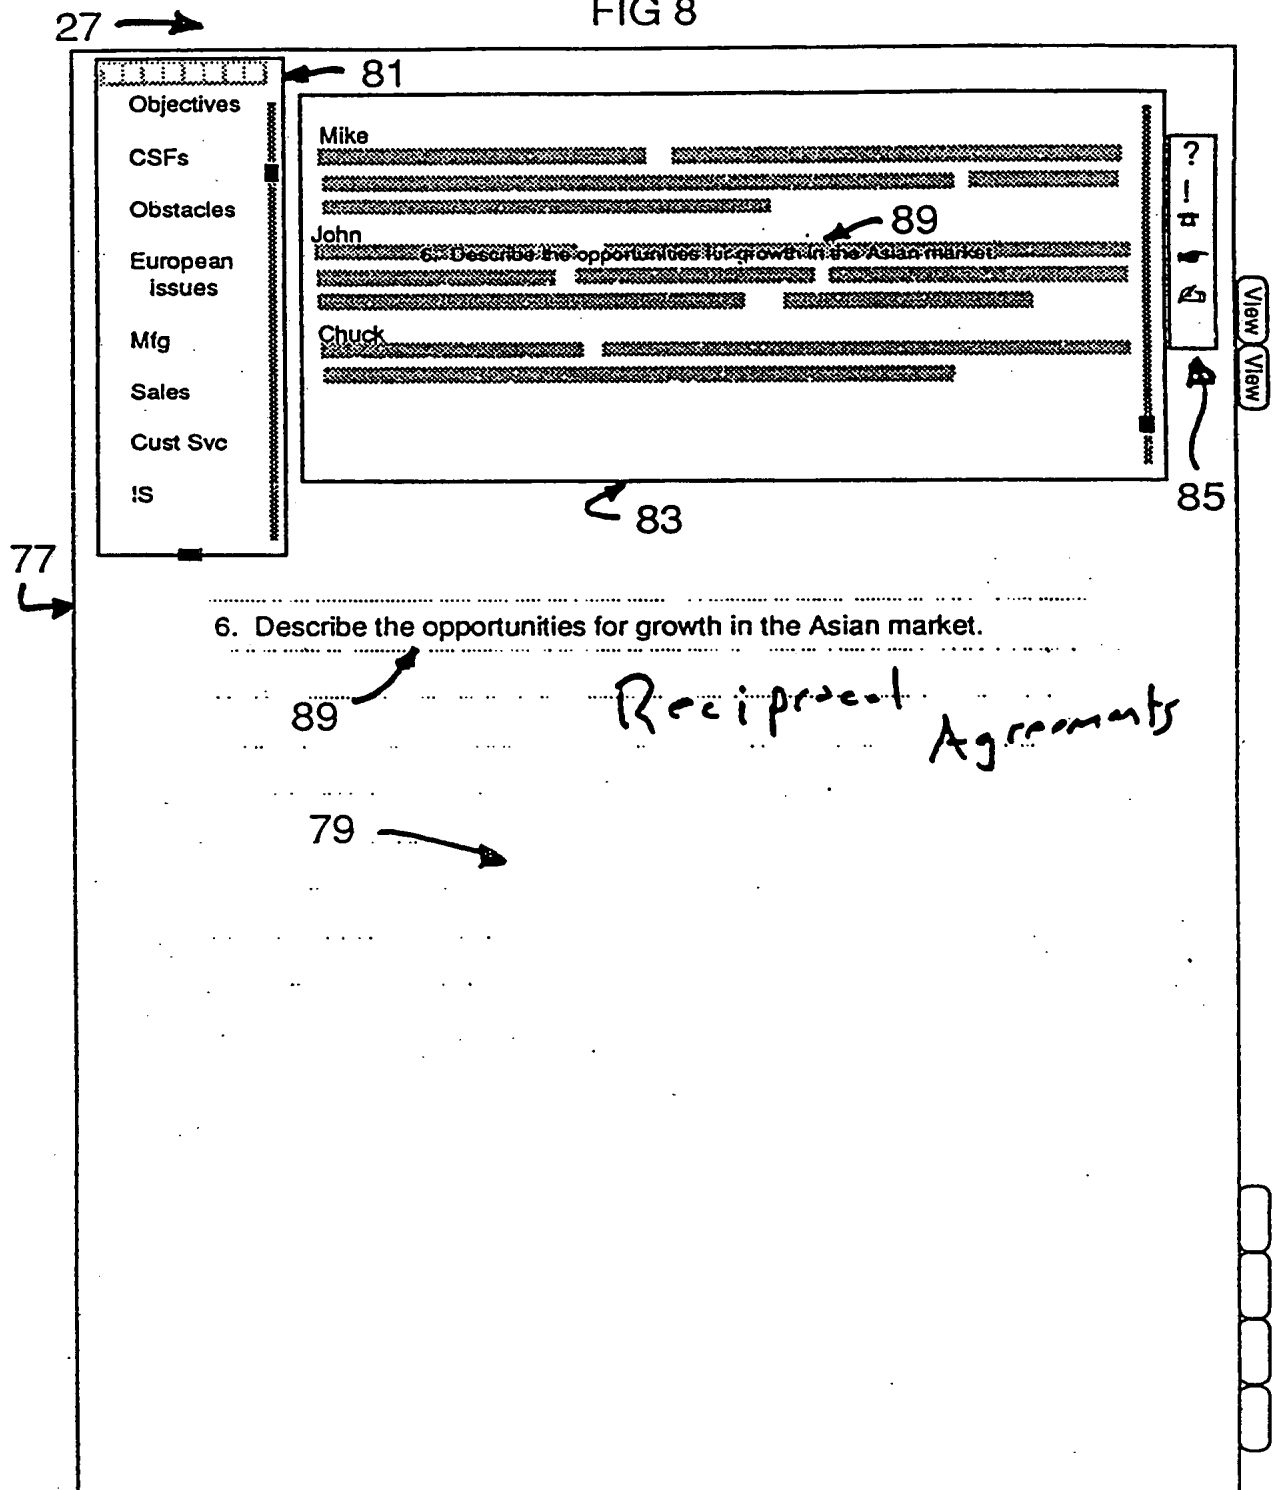 FIG 8
27
81
Objectives
CSFs
Obstacles
European
issues
Mfg
Sales
Cust Svc
!S
Mike
89
John
6. Describe the opportunities for growth in the Asian market.
Chuck
?
!
View
View
85
83
77
6. Describe the opportunities for growth in the Asian market.
89
Reciprocal
Agreements
79